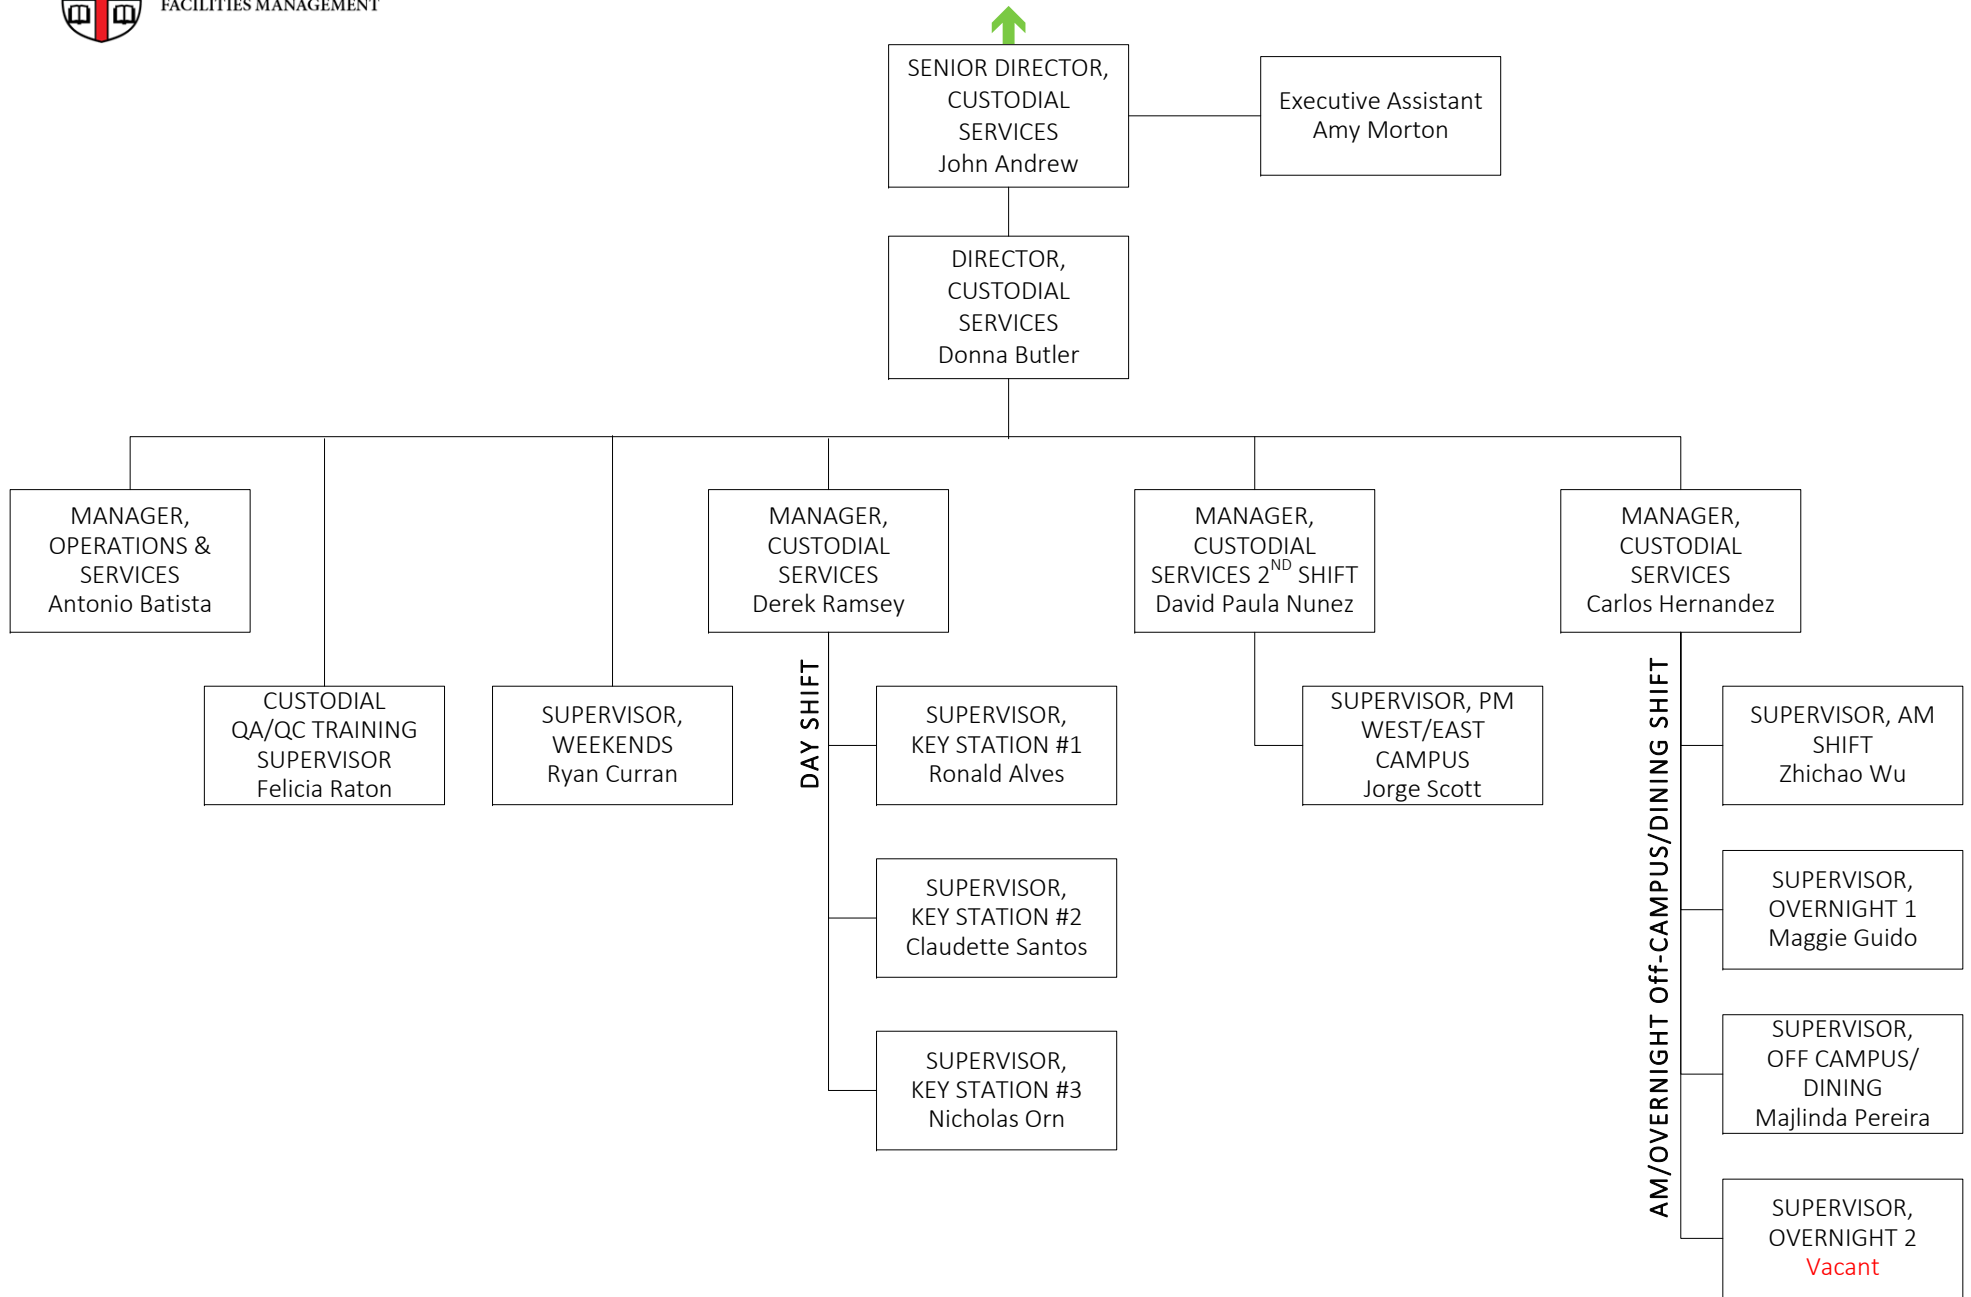 FACILITIES MANAGEMENT
SENIOR DIRECTOR,
CUSTODIAL
SERVICES
John Andrew
Executive Assistant
Amy Morton
DIRECTOR,
CUSTODIAL
SERVICES
Donna Butler
MANAGER,
OPERATIONS &
SERVICES
Antonio Batista
MANAGER,
CUSTODIAL
SERVICES
Derek Ramsey
MANAGER,
CUSTODIAL
SERVICES 2ND SHIFT
David Paula Nunez
MANAGER,
CUSTODIAL
SERVICES
Carlos Hernandez
CUSTODIAL
QA/QC TRAINING
SUPERVISOR
Felicia Raton
SUPERVISOR,
WEEKENDS
Ryan Curran
DAY SHIFT
SUPERVISOR,
KEY STATION #1
Ronald Alves
SUPERVISOR,
KEY STATION #2
Claudette Santos
SUPERVISOR,
KEY STATION #3
Nicholas Orn
SUPERVISOR, PM
WEST/EAST
CAMPUS
Jorge Scott
AM/OVERNIGHT Off-CAMPUS/DINING SHIFT
SUPERVISOR, AM
SHIFT
Zhichao Wu
SUPERVISOR,
OVERNIGHT 1
Maggie Guido
SUPERVISOR,
OFF CAMPUS/
DINING
Majlinda Pereira
SUPERVISOR,
OVERNIGHT 2
Vacant